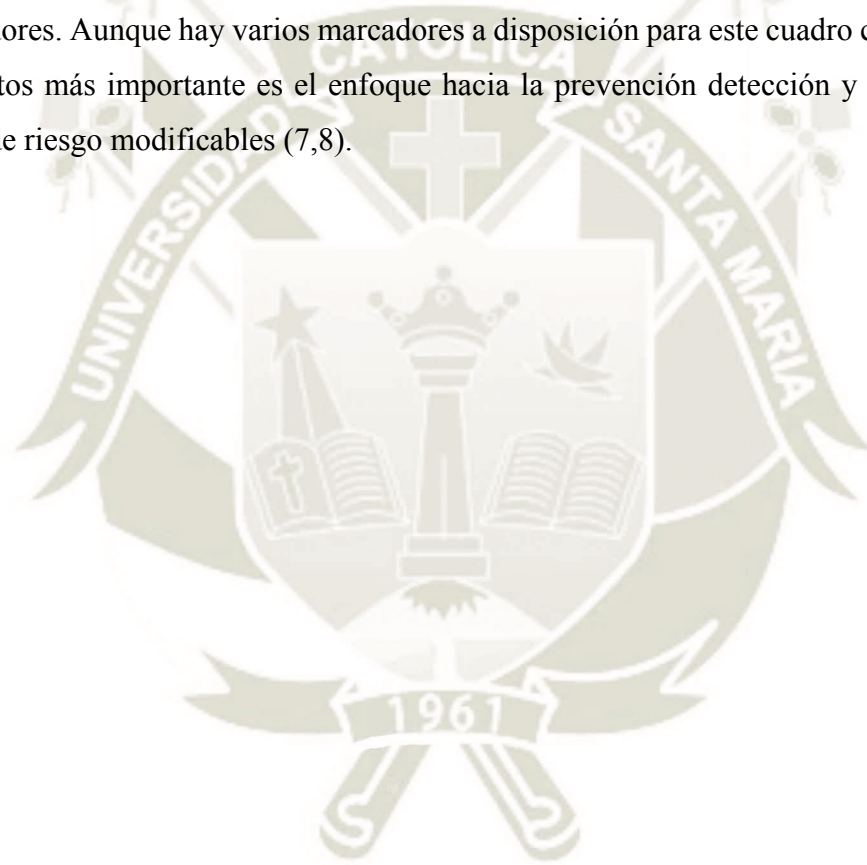 ores. Aunque hay varios marcadores a disposición para este cuadro
tos más importante es el enfoque hacia la prevención detección y
e riesgo modificables (7,8).
UNIVERSIDAD CATOLICA SANTA MARIA
1961